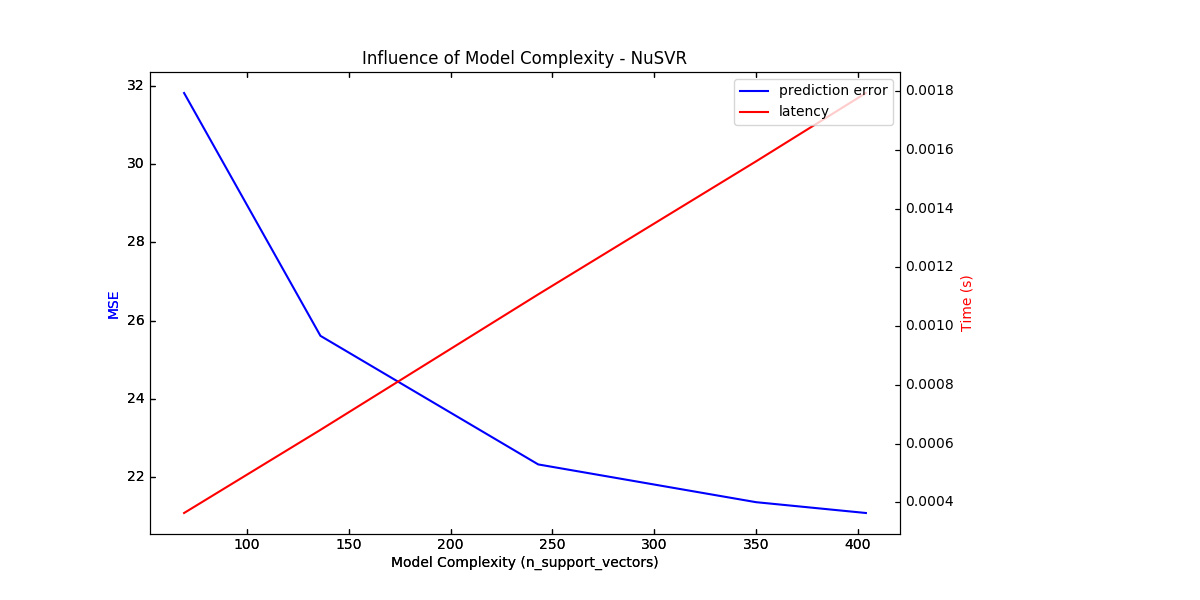 Influence of Model Complexity - NuSVR
prediction error
latency
32
30
28
26
24
22
MSE
0.0018
0.0016
0.0014
0.0012
0.0010
0.0008
0.0006
0.0004
Time (s)
100 150 200 250 300 350 400
Model Complexity (n_support_vectors)